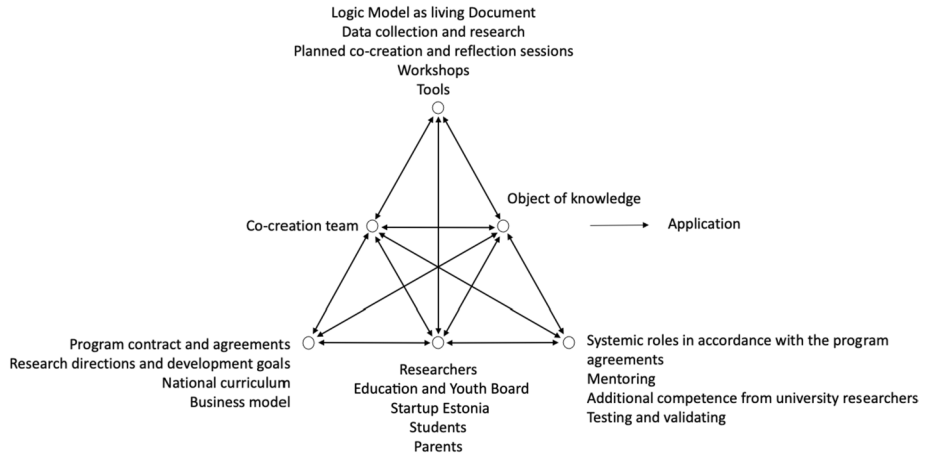 Logic Model as living Document
Data collection and research
Planned co-creation and reflection sessions
Workshops
Tools
Object of knowledge
Co-creation team
Application
Program contract and agreements
Research directions and development goals
National curriculum
Business model
Researchers
Education and Youth Board
Startup Estonia
Students
Parents
Systemic roles in accordance with the program
agreements
Mentoring
Additional competence from university researchers
Testing and validating